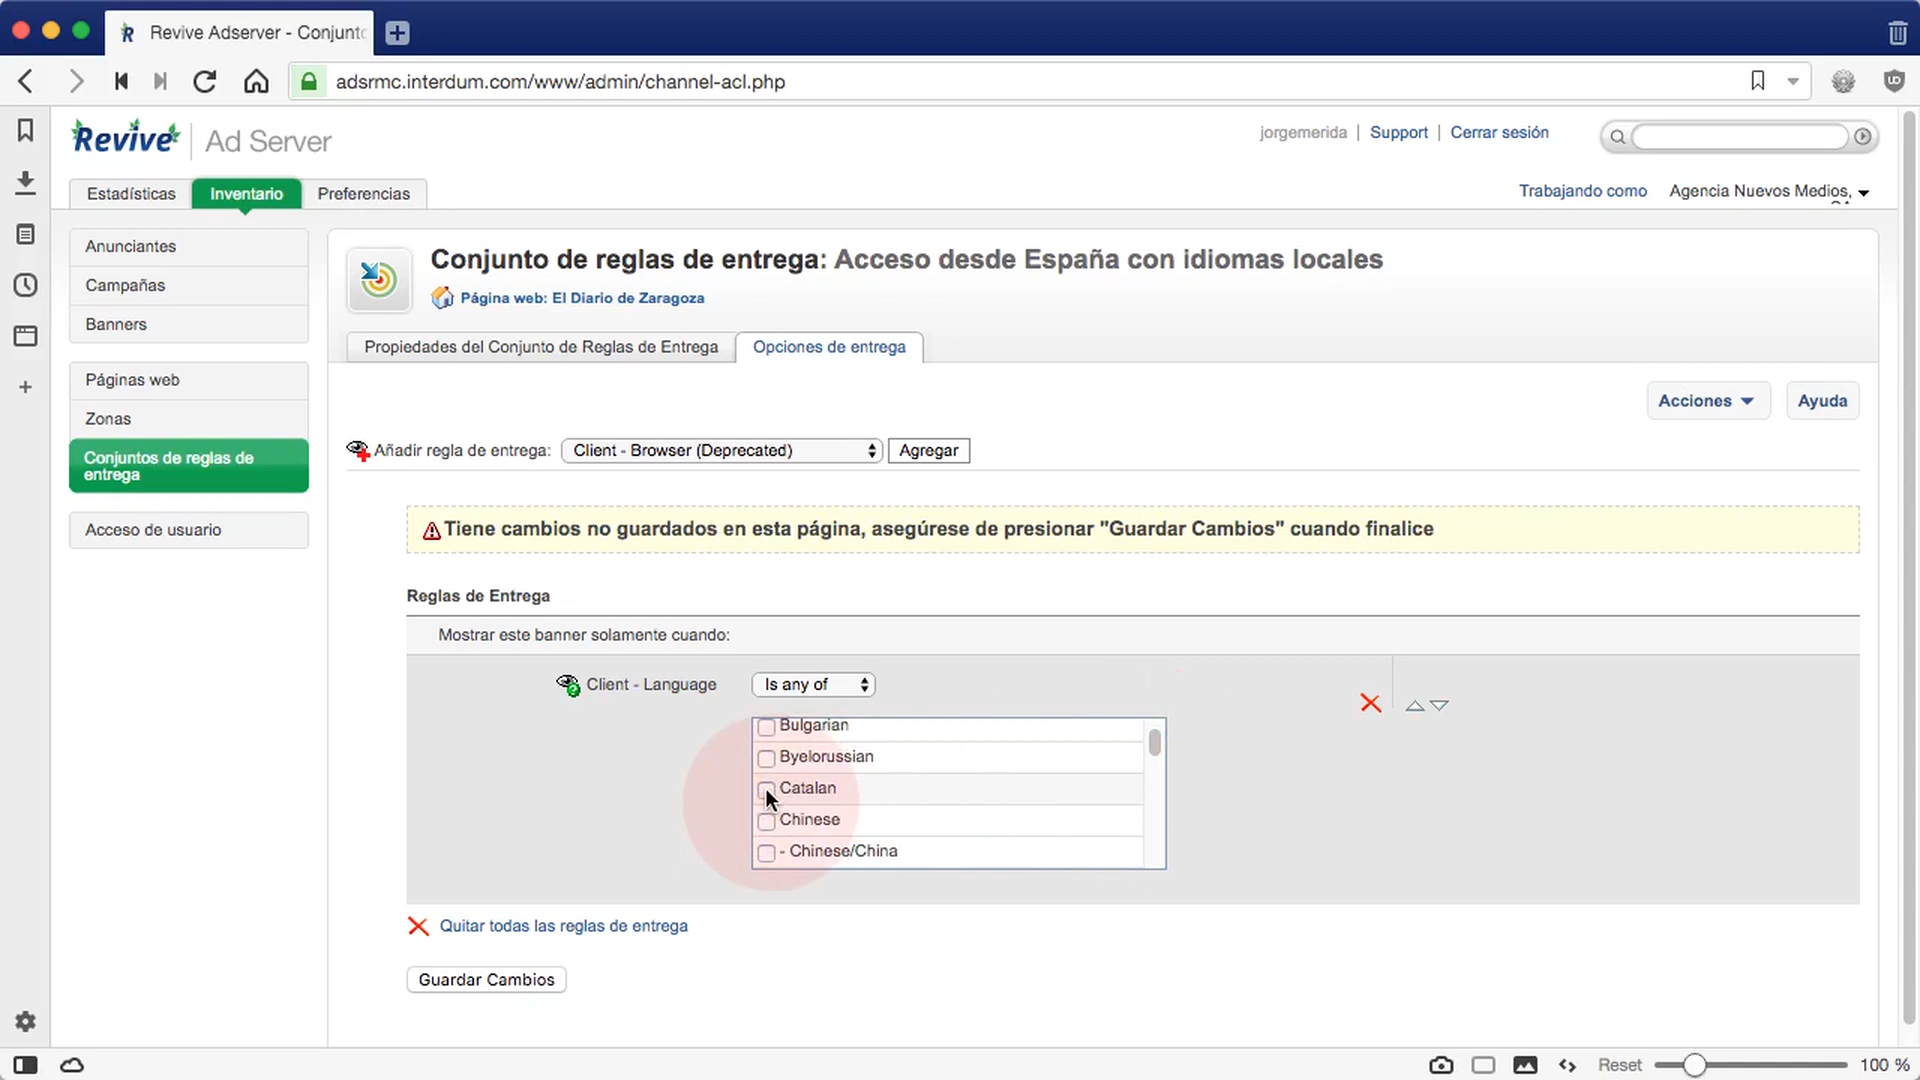 Revive Adserver - Conjunto
adsrmc.interdum.com/www/admin/channel-acl.php
Revive | Ad Server
jorgemerida | Support | Cerrar sesión
Estadísticas
Inventario
Preferencias
Trabajando como
Agencia Nuevos Medios,
Anunciantes
Campañas
Banners
Páginas web
Zonas
Conjuntos de reglas de
entrega
Acceso de usuario
Conjunto de reglas de entrega: Acceso desde España con idiomas locales
Página web: El Diario de Zaragoza
Propiedades del Conjunto de Reglas de Entrega
Opciones de entrega
Acciones
Ayuda
Añadir regla de entrega:
Client - Browser (Deprecated)
Agregar
Tiene cambios no guardados en esta página, asegúrese de presionar "Guardar Cambios" cuando finalice
Reglas de Entrega
Mostrar este banner solamente cuando:
Client - Language
Is any of
Bulgarian
Byelorussian
Catalan
Chinese
- Chinese/China
Quitar todas las reglas de entrega
Guardar Cambios
Reset
100 %